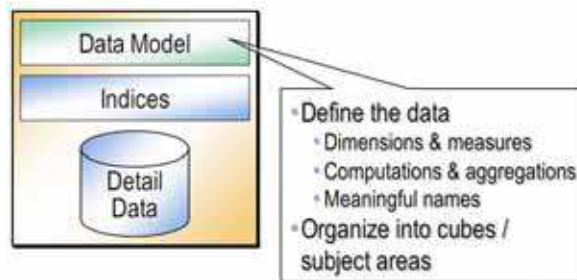 Data Model
Indices
Detail
Data
•Define the data
•Dimensions & measures
•Computations & aggregations
•Meaningful names
•Organize into cubes /
subject areas